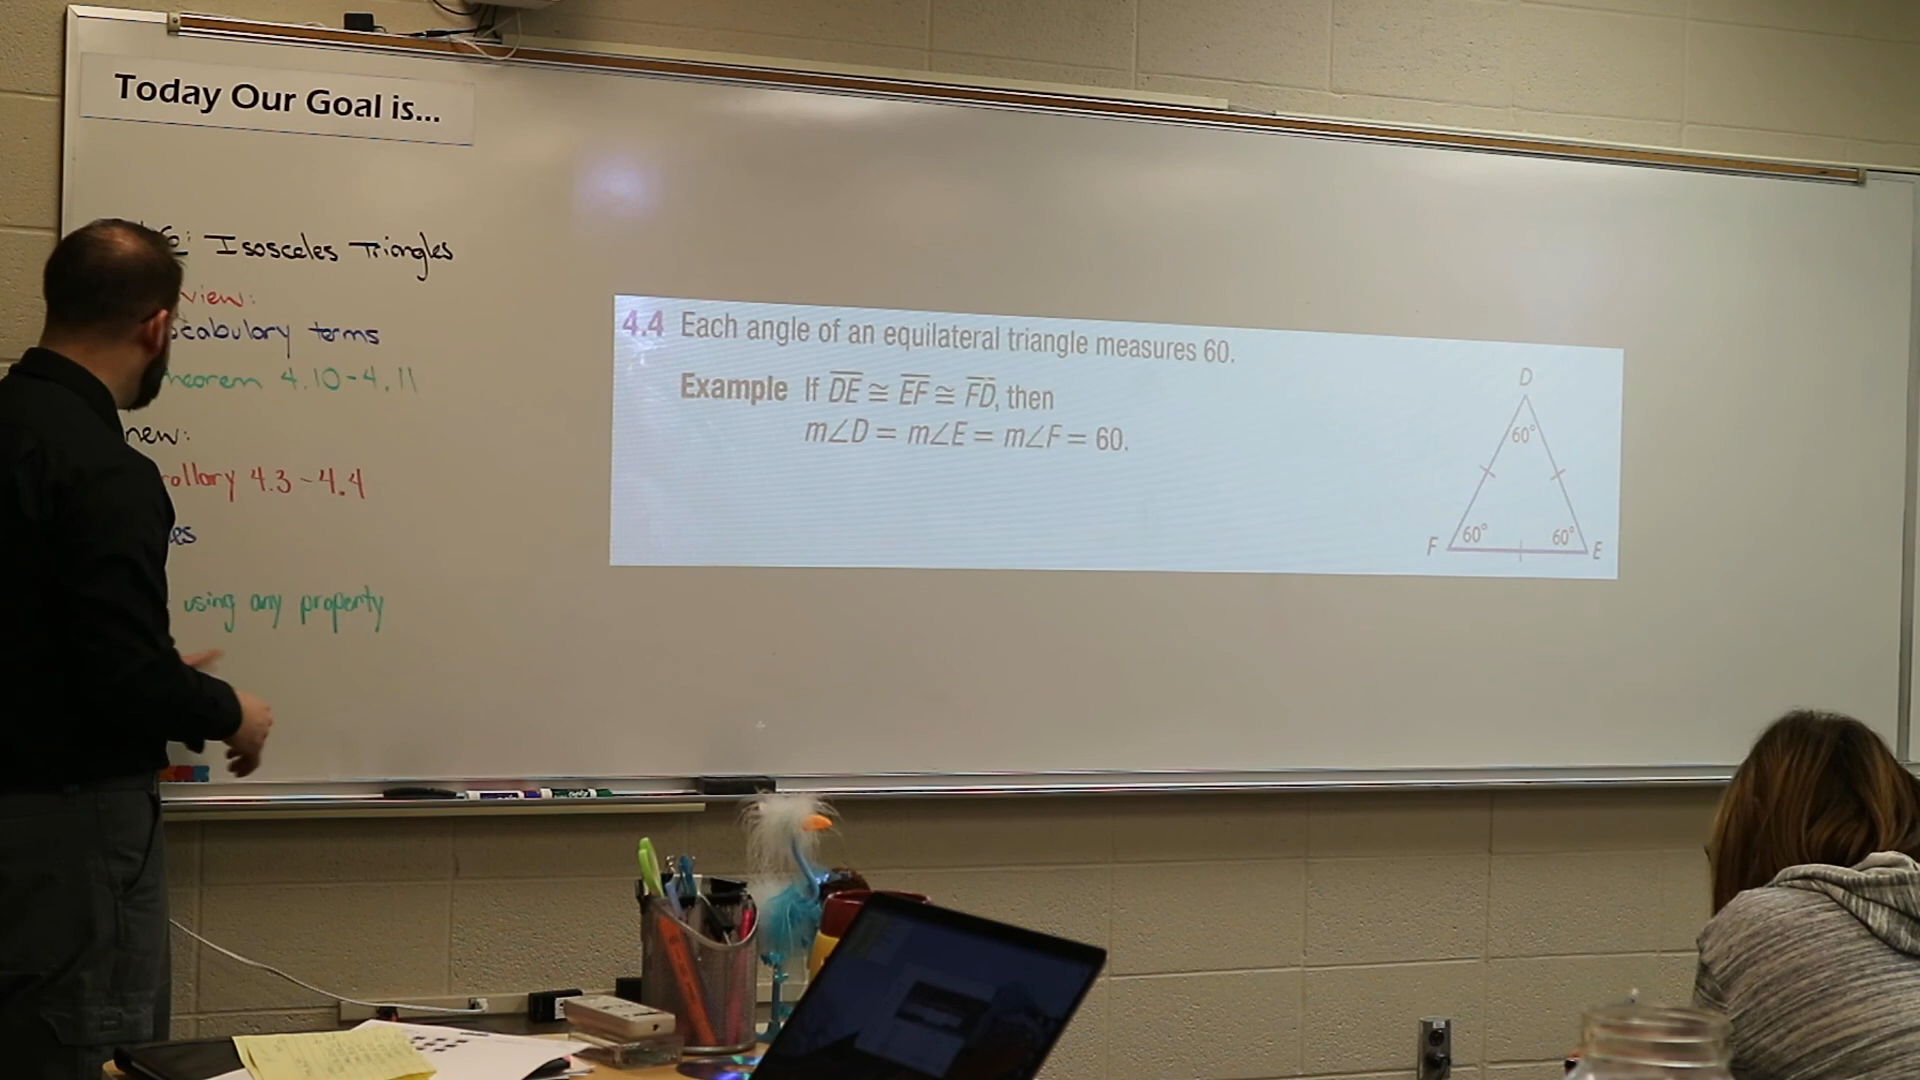 Today Our Goal is...
6: Isosceles Triangles
view:
cabulary terms
heorem 4.10-4.11
new:
ollary 4.3-4.4
es
using any property
4.4 Each angle of an equilateral triangle measures 60.
Example If DE ≅ EF ≅ FD, then
m∠D = m∠E = m∠F = 60.
D
60°
F 60° 60° E